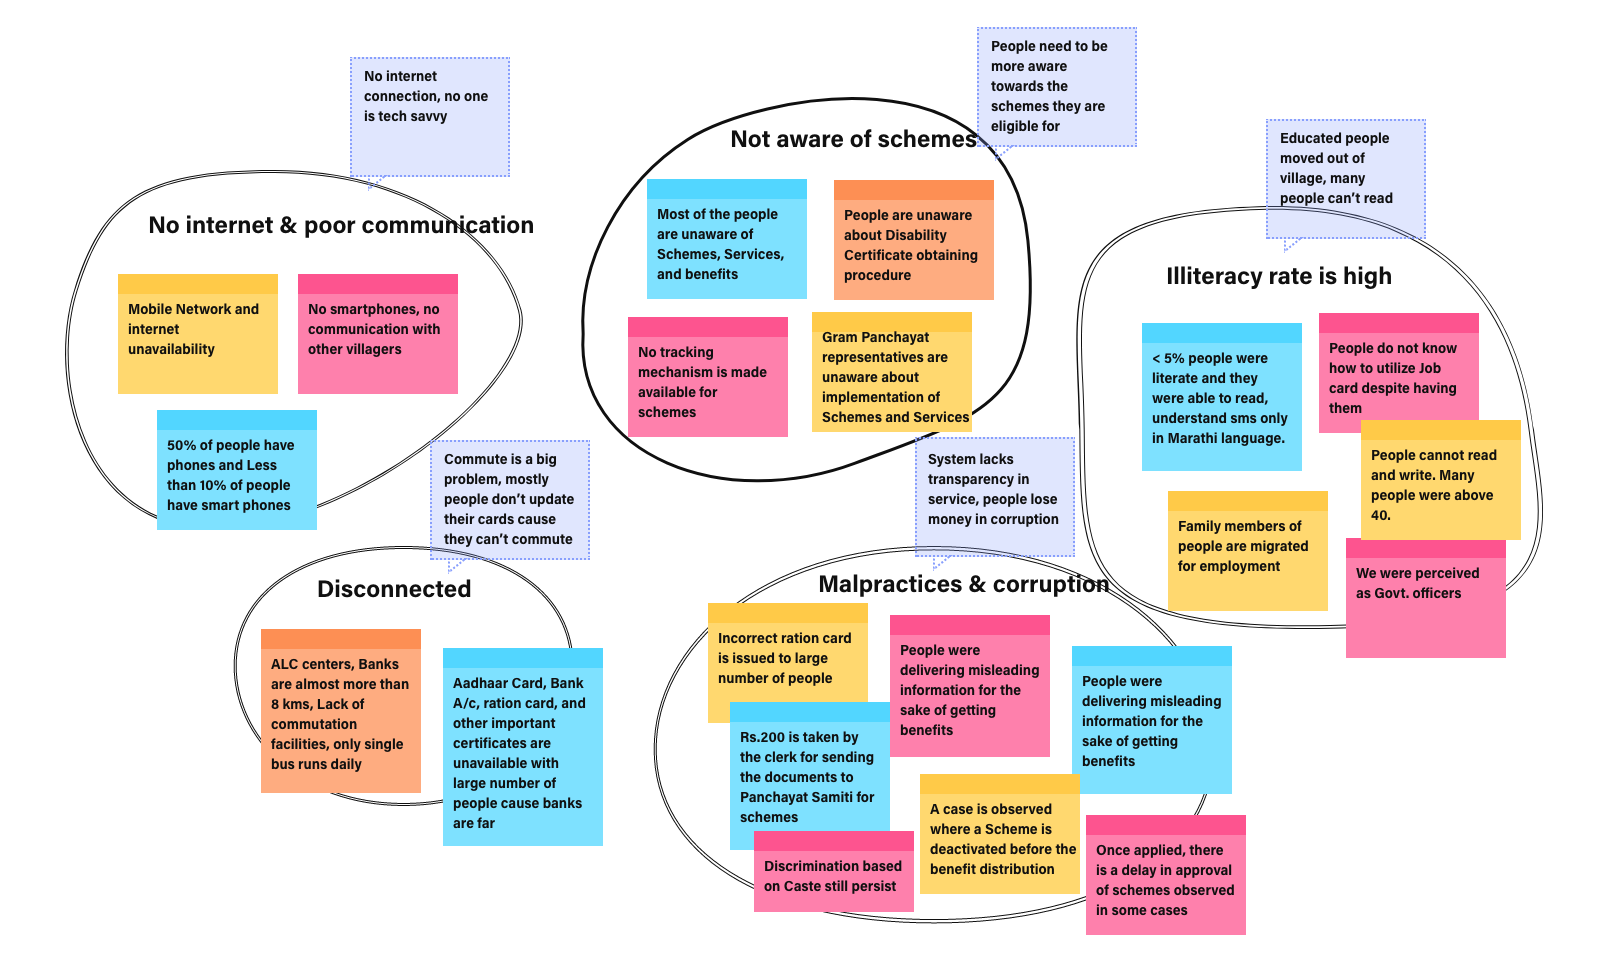 No internet
connection, no one
is tech savvy
No internet & poor communication
Mobile Network and
internet
unavailability
No smartphones, no
communication with
other villagers
50% of people have
phones and Less
than 10% of people
have smart phones
People need to be
more aware
towards the
schemes they are
eligible for
Not aware of schemes
Most of the people
are unaware of
Schemes, Services,
and benefits
People are unaware
about Disability
Certificate obtaining
procedure
No tracking
mechanism is made
available for
schemes
Gram Panchayat
representatives are
unaware about
implementation of
Schemes and Services
Educated people
moved out of
village, many
people can't read
Illiteracy rate is high
< 5% people were
literate and they
were able to read,
understand sms only
in Marathi language.
People do not know
how to utilize Job
card despite having
them
People cannot read
and write. Many
people were above
40.
Family members of
people are migrated
for employment
We were perceived
as Govt. officers
Commute is a big
problem, mostly
people don't update
their cards cause
they can't commute
Disconnected
ALC centers, Banks
are almost more than
8 kms, Lack of
commutation
facilities, only single
bus runs daily
Aadhaar Card, Bank
A/c, ration card, and
other important
certificates are
unavailable with
large number of
people cause banks
are far
System lacks
transparency in
service, people lose
money in corruption
Malpractices & corruption
Incorrect ration card
is issued to large
number of people
People were
delivering misleading
information for the
sake of getting
benefits
People were
delivering misleading
information for the
sake of getting
benefits
Rs.200 is taken by
the clerk for sending
the documents to
Panchayat Samiti for
schemes
A case is observed
where a Scheme is
deactivated before the
benefit distribution
Discrimination based
on Caste still persist
Once applied, there
is a delay in approval
of schemes observed
in some cases